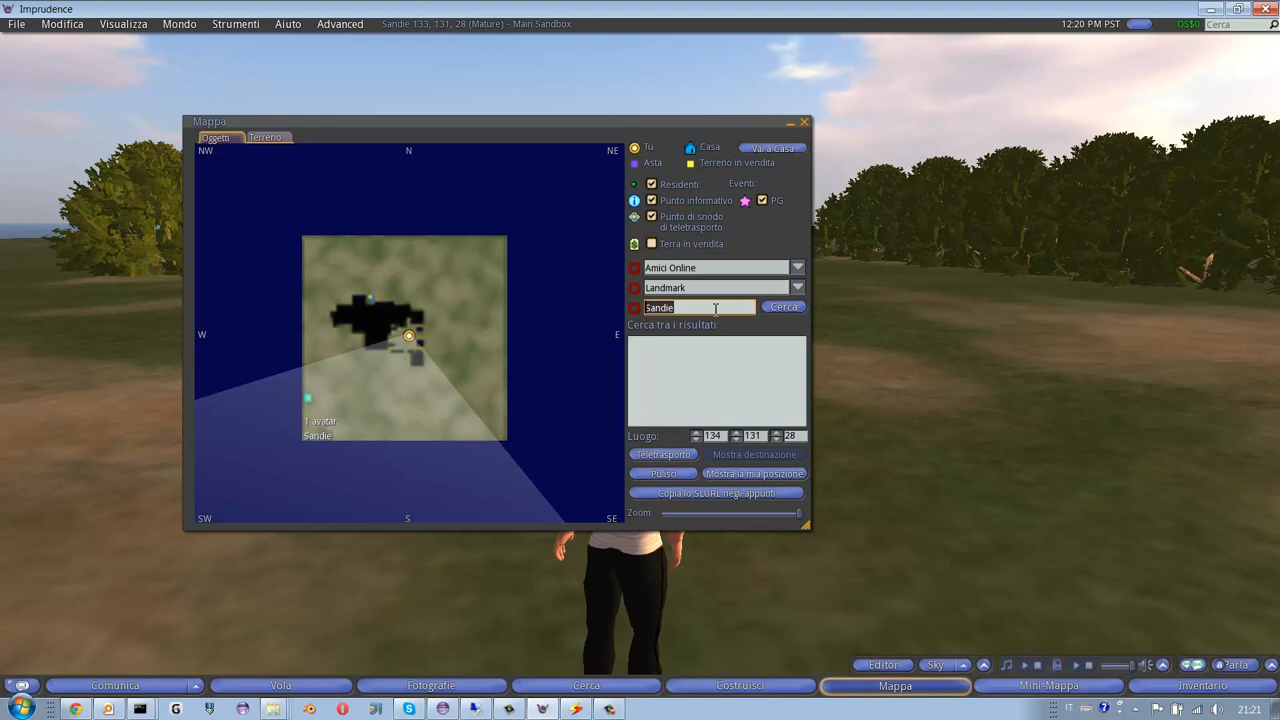 Imprudence
File Modifica Visualizza Mondo Strumenti Aiuto Advanced Sandie 133, 131, 28 (Mature) - Main Sandbox 12:20 PM PST OS$0 Cerca
Mappa
Oggetti Terreno
NW N NE
W E
SW S SE
1 avatar
Sandie
Tu Casa Vai a Casa
Asta Terreno in vendita
Residenti Eventi:
Punto informativo PG
Punto di snodo
di teletrasporto
Terra in vendita
Amici Online
Landmark
Sandie Cerca
Cerca tra i risultati:
Luogo: 134 131 28
Teletrasporto Mostra destinazione
Pulisci Mostra la mia posizione
Copia lo SLURL negli appunti
Zoom
Editor Sky Parla
Comunica Vola Fotografie Cerca Costruisci Mappa Mini-Mappa Inventario
IT 21:21